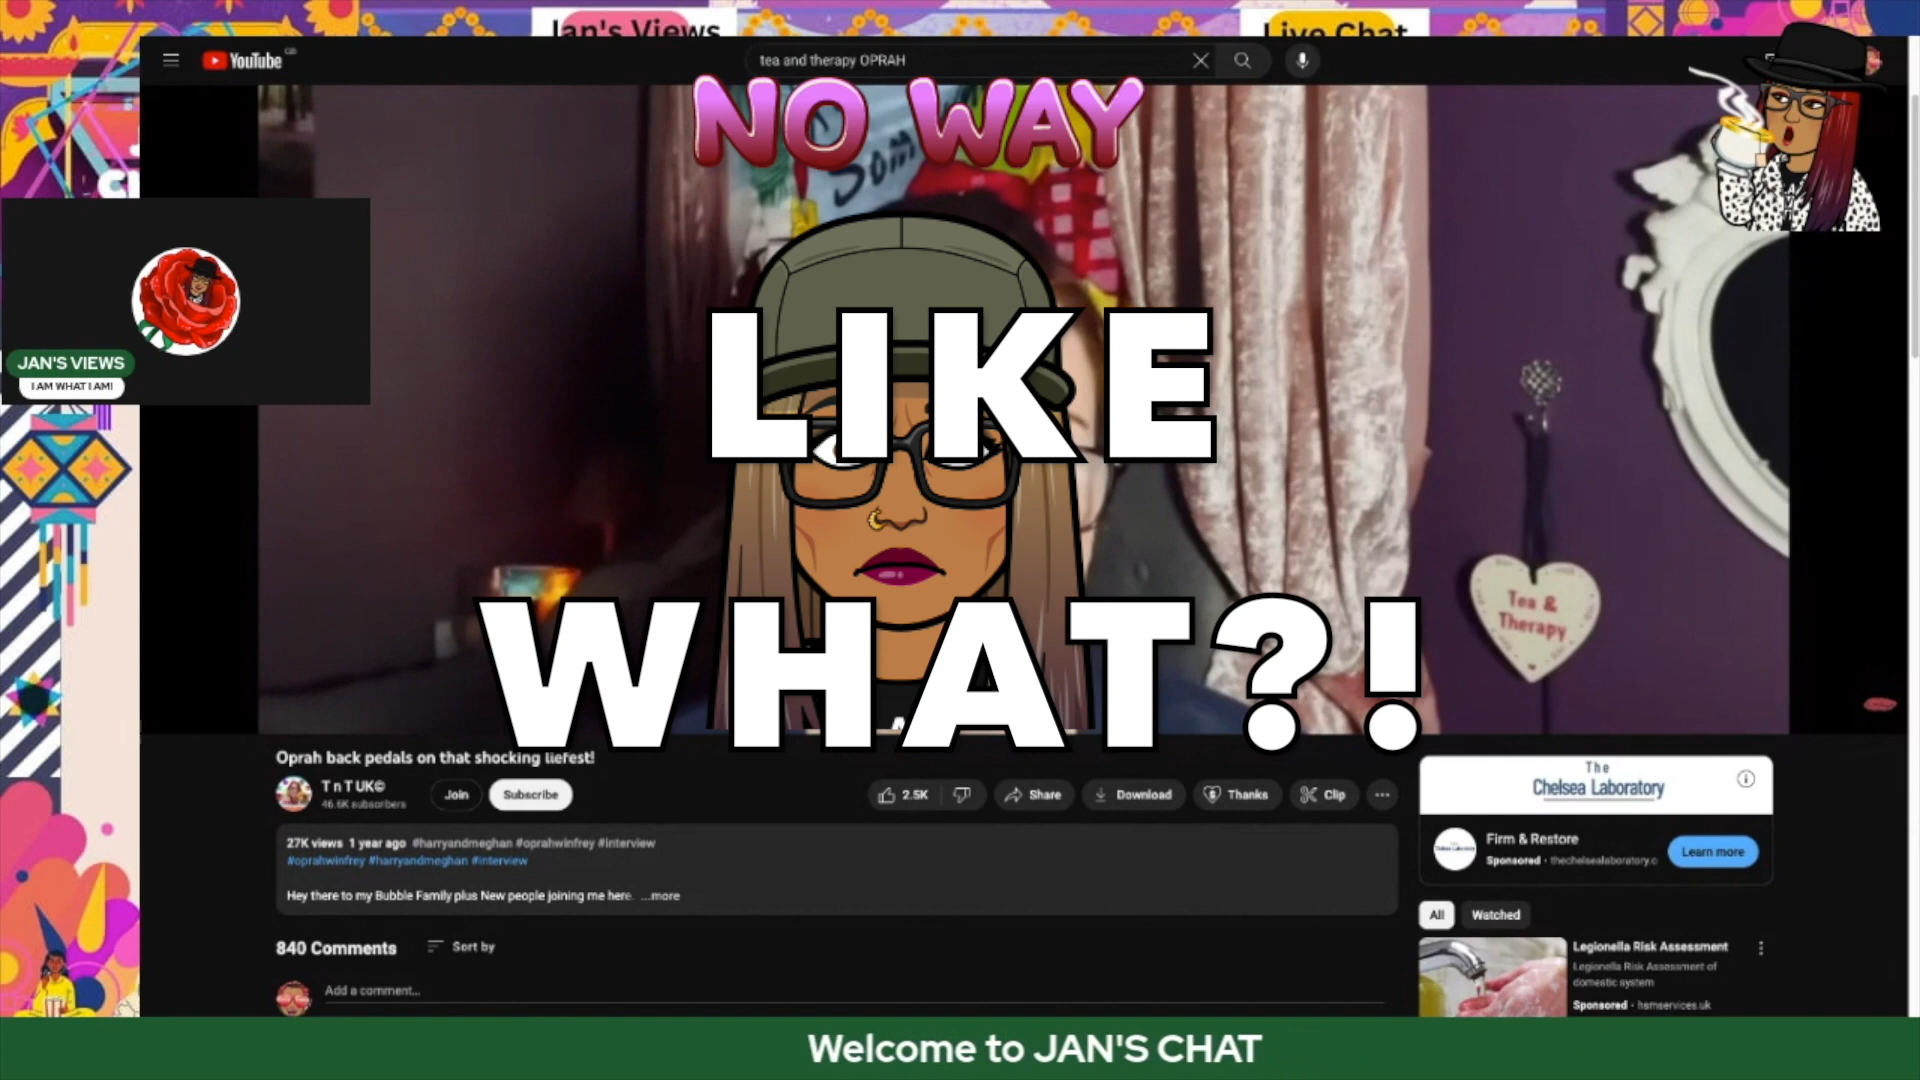 Jan's Views
Live Chat
YouTube GB
tea and therapy OPRAH
NO WAY
Som
LIKE
WHAT?!
JAN'S VIEWS
I AM WHAT I AM!
Tea &
Therapy
Oprah back pedals on that shocking liefest!
T n T UK©
46.6K subscribers
Join
Subscribe
2.5K
Share
Download
Thanks
Clip
27K views 1 year ago #harryandmeghan #oprahwinfrey #interview
#oprahwinfrey #harryandmeghan #interview
Hey there to my Bubble Family plus New people joining me here. ...more
840 Comments
Sort by
Add a comment...
The
Chelsea Laboratory
Firm & Restore
Sponsored · thechelsealaboratory.c
Learn more
All
Watched
Legionella Risk Assessment
Legionella Risk Assessment of
domestic system
Sponsored · hsmservices.uk
Welcome to JAN'S CHAT